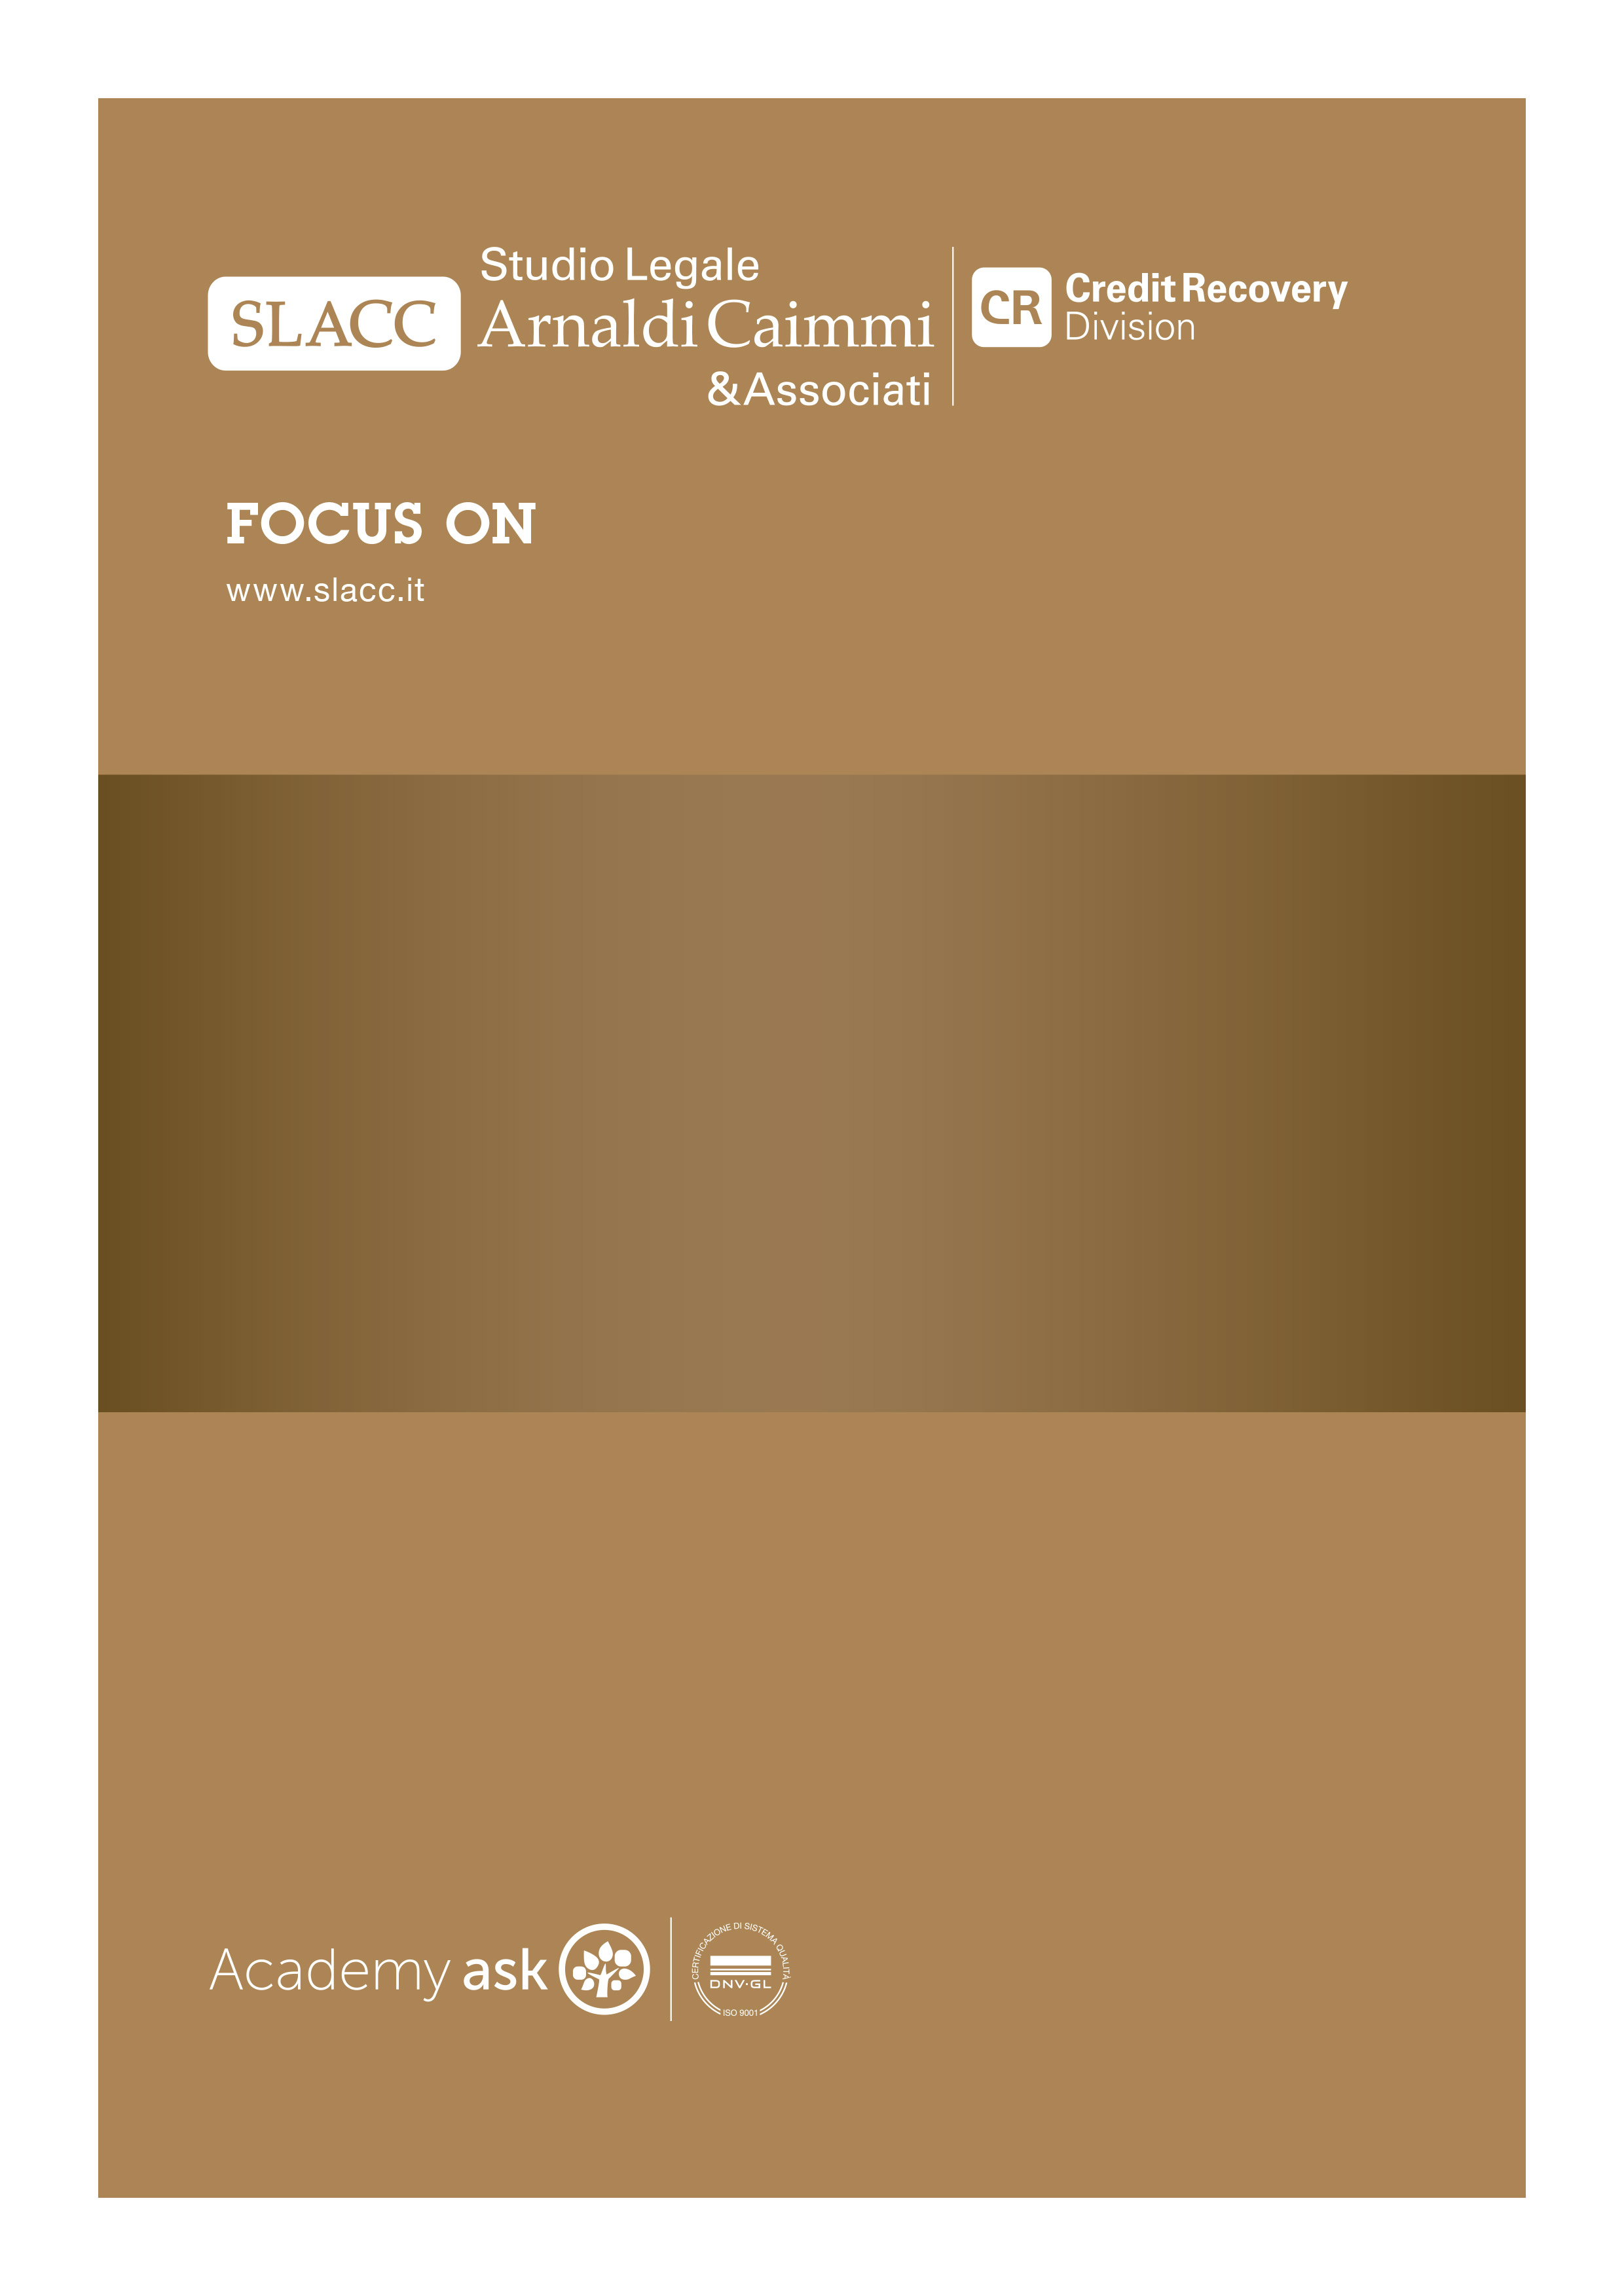 SLACC
Studio Legale
Arnaldi Caimmi
&Associati
CR
Credit Recovery
Division
FOCUS ON
www.slacc.it
Academy ask
CERTIFICAZIONE DI SISTEMA QUALITÀ
DNV·GL
ISO 9001